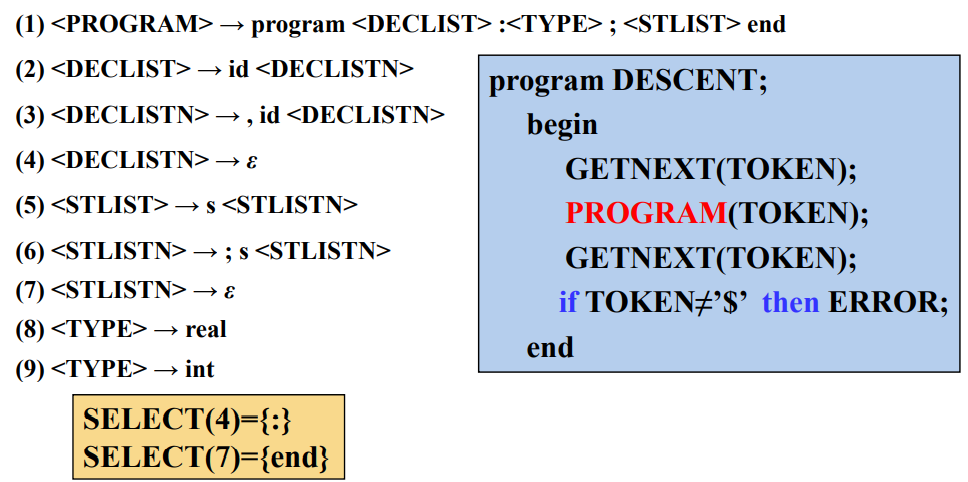 (1) <PROGRAM> → program <DECLIST> :<TYPE> ; <STLIST> end
(2) <DECLIST> → id <DECLISTN>
(3) <DECLISTN> → , id <DECLISTN>
(4) <DECLISTN> → ε
(5) <STLIST> → s <STLISTN>
(6) <STLISTN> → ; s <STLISTN>
(7) <STLISTN> → ε
(8) <TYPE> → real
(9) <TYPE> → int
SELECT(4)={:}
SELECT(7)={end}
program DESCENT;
begin
GETNEXT(TOKEN);
PROGRAM(TOKEN);
GETNEXT(TOKEN);
if TOKEN≠’$’ then ERROR;
end